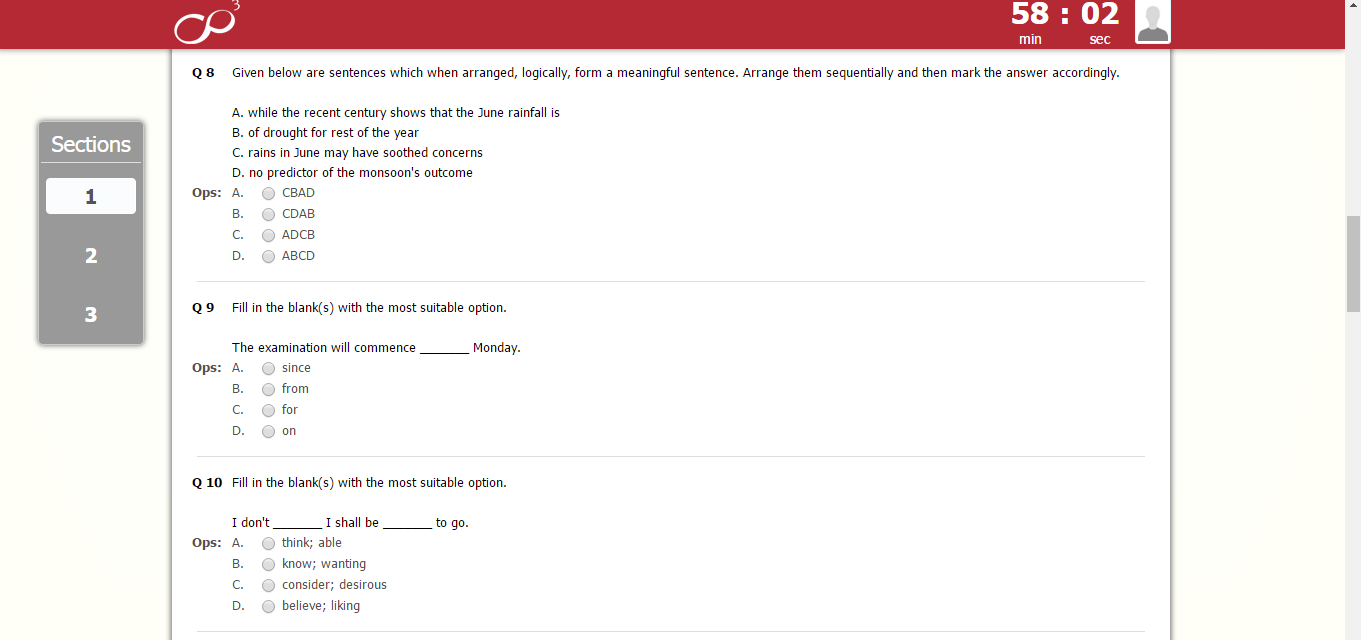 3
58 : 02
min sec
Sections
1
2
3
Q 8 Given below are sentences which when arranged, logically, form a meaningful sentence. Arrange them sequentially and then mark the answer accordingly.
A. while the recent century shows that the June rainfall is
B. of drought for rest of the year
C. rains in June may have soothed concerns
D. no predictor of the monsoon's outcome
Ops: A. CBAD
B. CDAB
C. ADCB
D. ABCD
Q 9 Fill in the blank(s) with the most suitable option.
The examination will commence _______ Monday.
Ops: A. since
B. from
C. for
D. on
Q 10 Fill in the blank(s) with the most suitable option.
I don't _______ I shall be _______ to go.
Ops: A. think; able
B. know; wanting
C. consider; desirous
D. believe; liking